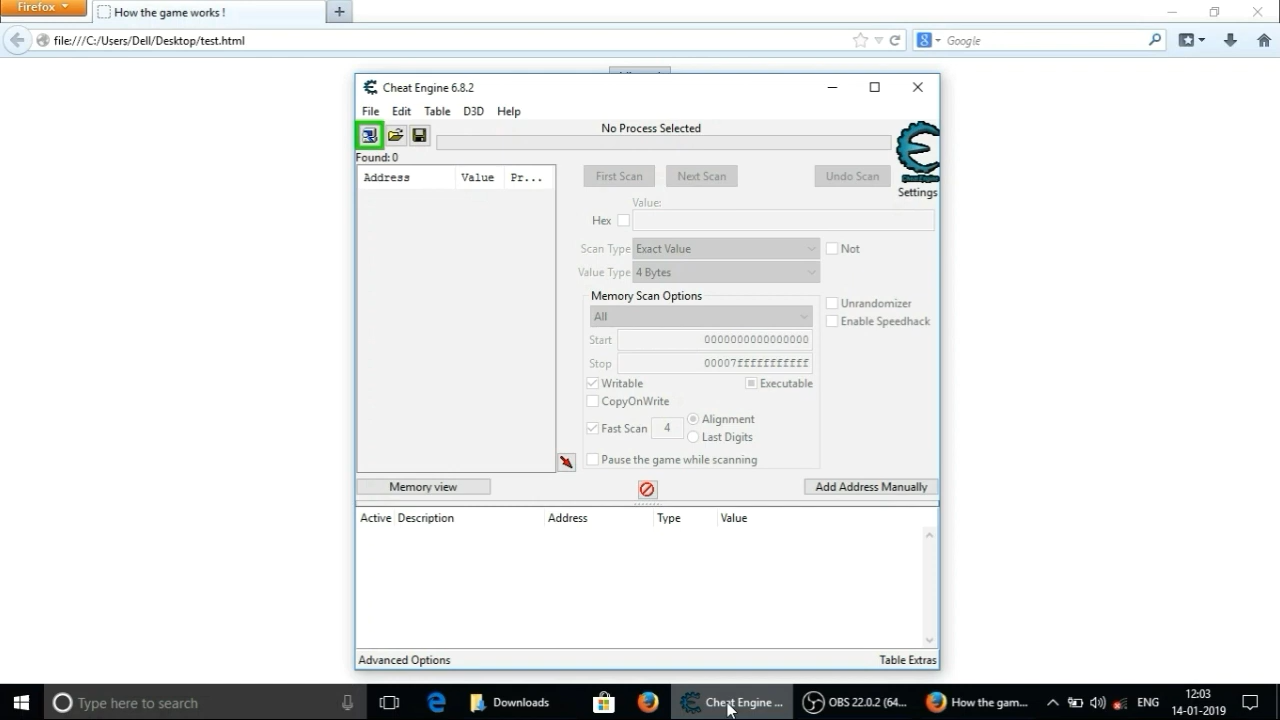 Firefox
How the game works !
file:///C:/Users/Dell/Desktop/test.html
Google
Cheat Engine 6.8.2
File Edit Table D3D Help
No Process Selected
Found: 0
Address Value Pr...
First Scan Next Scan Undo Scan
Cheat Engine
Settings
Value:
Hex
Scan Type Exact Value Not
Value Type 4 Bytes
Memory Scan Options
All
Unrandomizer
Enable Speedhack
Start 0000000000000000
Stop 00007fffffffffff
Writable Executable
CopyOnWrite
Fast Scan 4 Alignment
Last Digits
Pause the game while scanning
Memory view Add Address Manually
Active Description Address Type Value
Advanced Options Table Extras
Type here to search
Downloads
Cheat Engine ...
OBS 22.0.2 (64...
How the gam...
ENG
12:03
14-01-2019